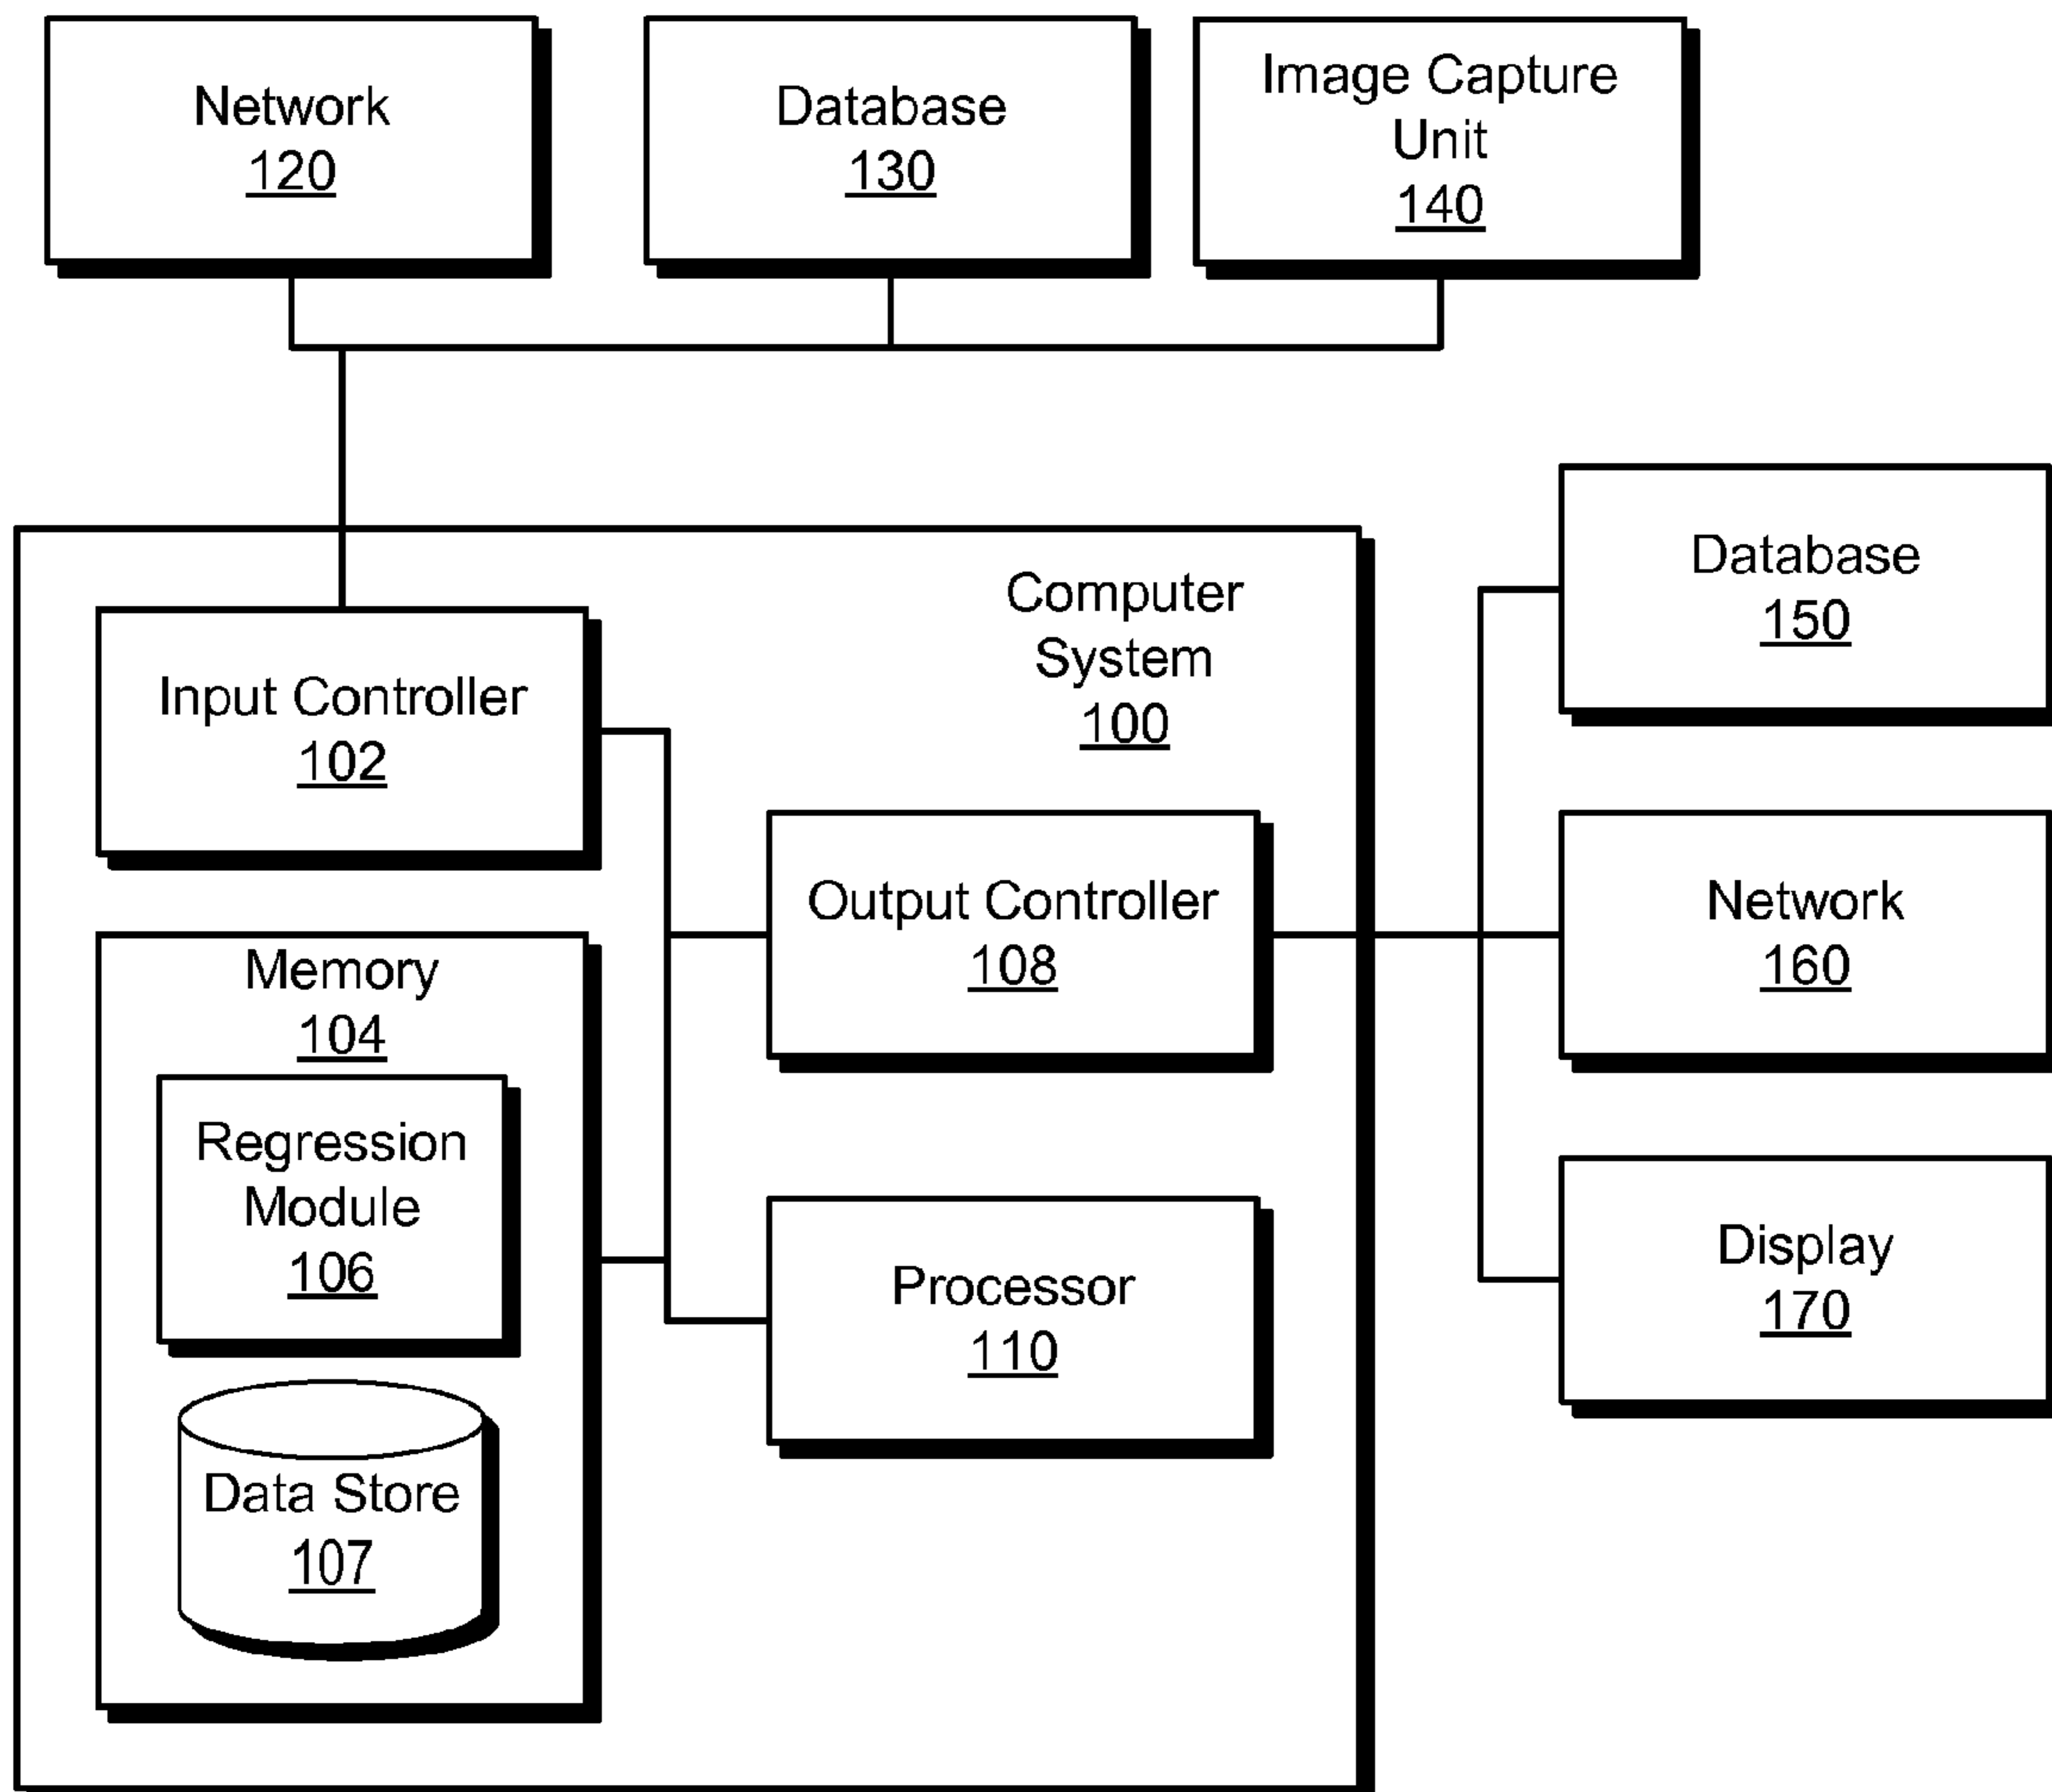 Network
120
Database
130
Image Capture
Unit
140
Computer
System
100
Input Controller
102
Memory
104
Regression
Module
106
Data Store
107
Output Controller
108
Processor
110
Database
150
Network
160
Display
170